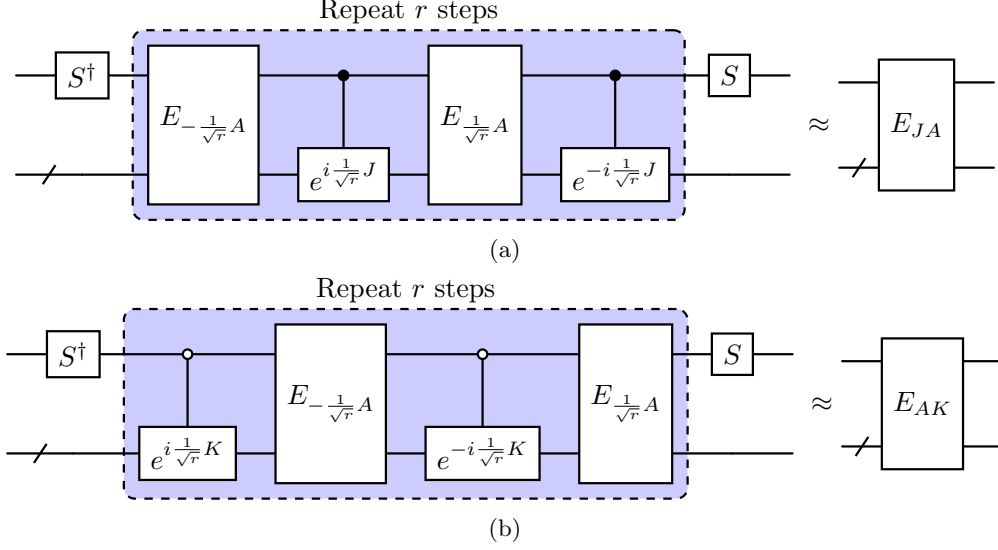 Repeat r steps
S† E_{-\frac{1}{\sqrt{r}}A} e^{i\frac{1}{\sqrt{r}}J} E_{\frac{1}{\sqrt{r}}A} e^{-i\frac{1}{\sqrt{r}}J} S ≈ E_{JA}
(a)
Repeat r steps
S† e^{i\frac{1}{\sqrt{r}}K} E_{-\frac{1}{\sqrt{r}}A} e^{-i\frac{1}{\sqrt{r}}K} E_{\frac{1}{\sqrt{r}}A} S ≈ E_{AK}
(b)